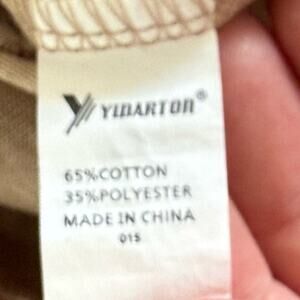 YIDARTON®
65%COTTON
35%POLYESTER
MADE IN CHINA
015